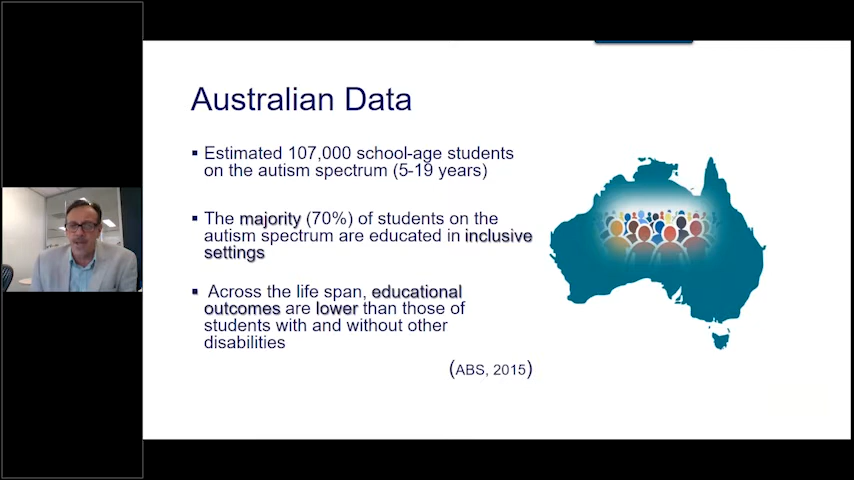 Australian Data
▪ Estimated 107,000 school-age students
on the autism spectrum (5-19 years)
▪ The majority (70%) of students on the
autism spectrum are educated in inclusive
settings
▪ Across the life span, educational
outcomes are lower than those of
students with and without other
disabilities
(ABS, 2015)